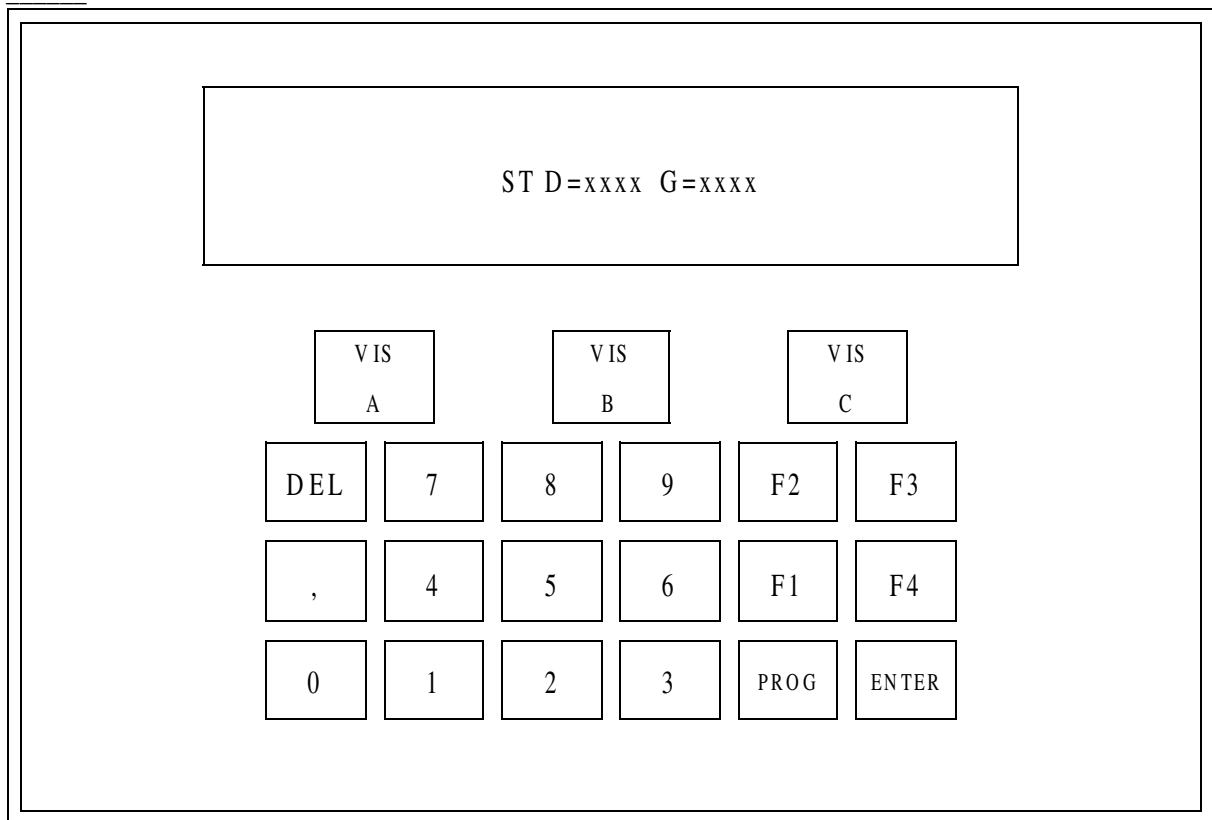 ST D=xxxx G=xxxx
VIS VIS VIS
A B C
DEL 7 8 9 F2 F3
, 4 5 6 F1 F4
0 1 2 3 PROG ENTER